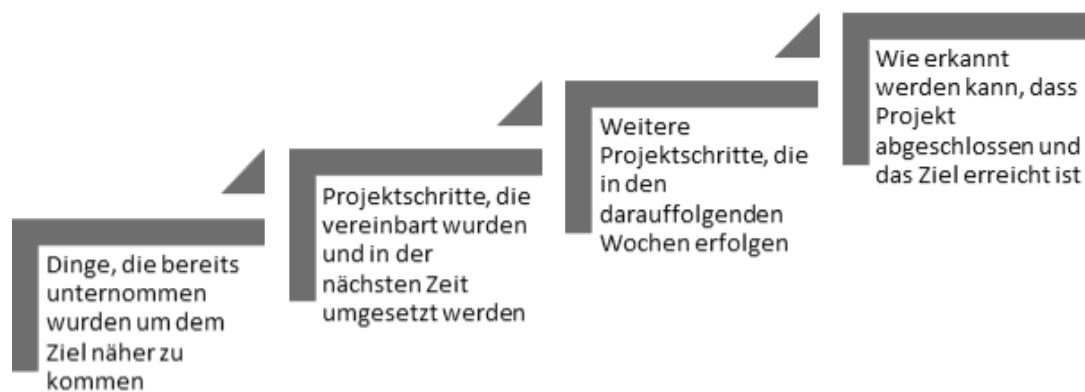 Dinge, die bereits
unternommen
wurden um dem
Ziel näher zu
kommen
Projektschritte, die
vereinbart wurden
und in der
nächsten Zeit
umgesetzt werden
Weitere
Projektschritte, die
in den
darauffolgenden
Wochen erfolgen
Wie erkannt
werden kann, dass
Projekt
abgeschlossen und
das Ziel erreicht ist